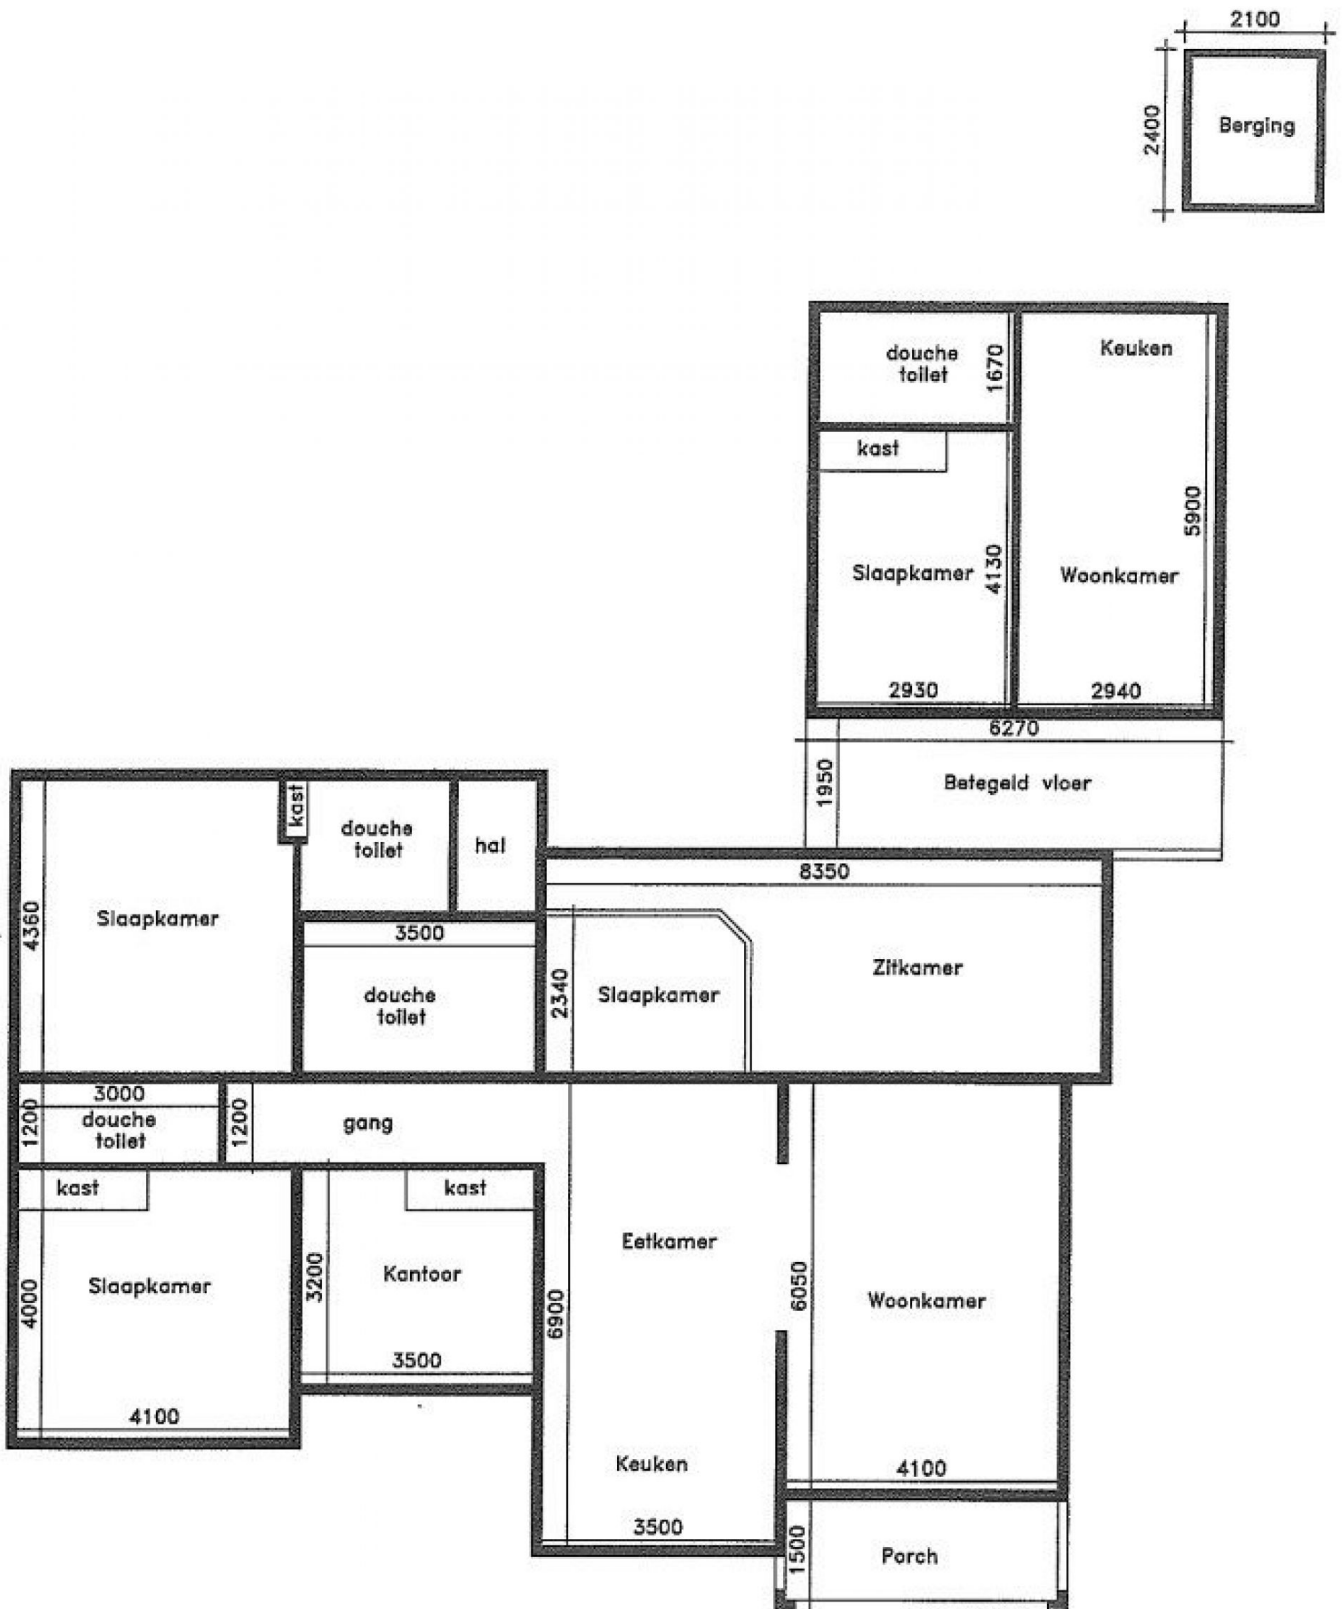 2100
2400
Berging
douche
toilet
1670
Keuken
kast
5900
Slaapkamer
4130
Woonkamer
2930
2940
6270
1950
Betegeld vloer
kast
douche
toilet
hal
8350
4360
Slaapkamer
3500
Zitkamer
2340
Slaapkamer
douche
toilet
3000
1200
douche
toilet
1200
gang
kast
kast
Eetkamer
Slaapkamer
Kantoor
3200
4000
6900
6050
Woonkamer
3500
4100
Keuken
4100
3500
1500
Porch